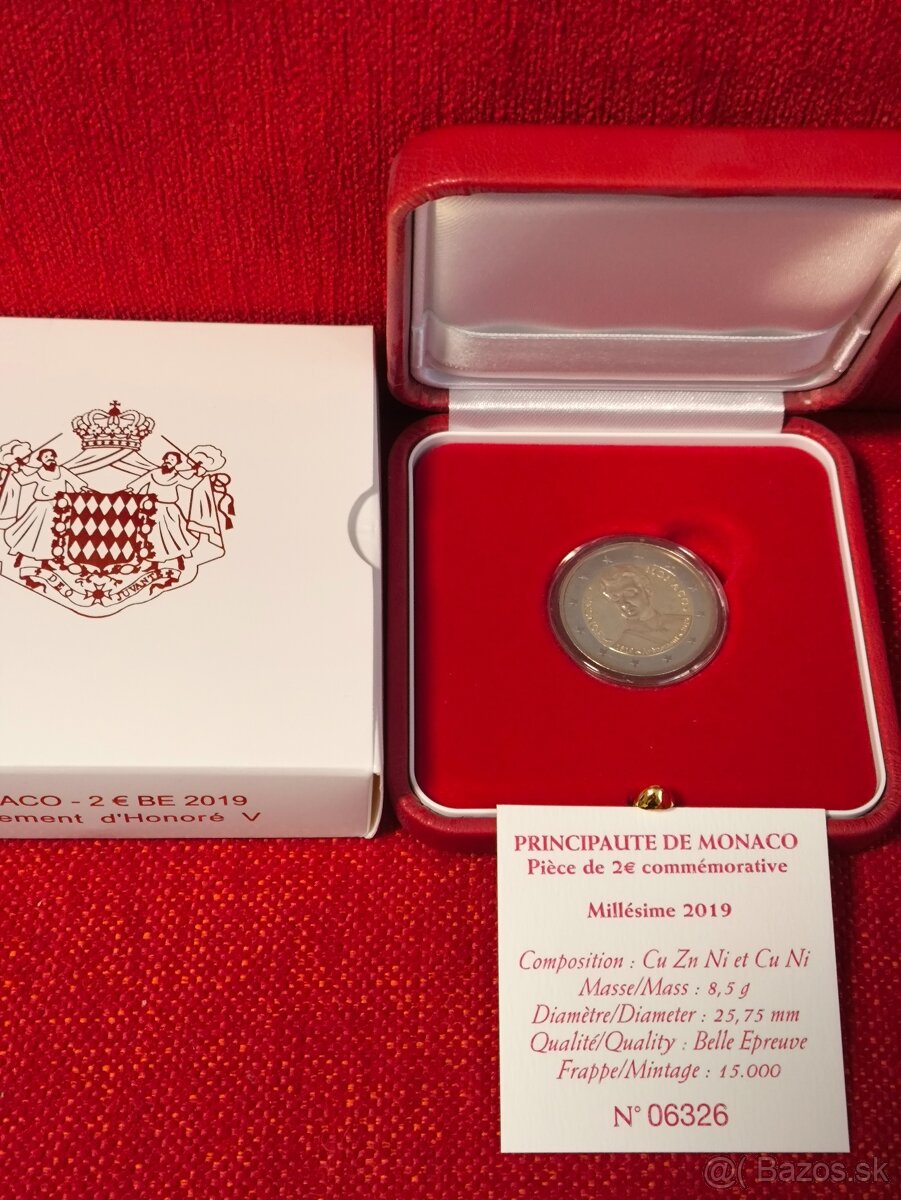 DEO JUVANTE
ACO - 2 € BE 2019
ement d'Honoré V
MONACO
PRINCIPAUTE DE MONACO
Pièce de 2€ commémorative
Millésime 2019
Composition : Cu Zn Ni et Cu Ni
Masse/Mass : 8,5 g
Diamètre/Diameter : 25,75 mm
Qualité/Quality : Belle Epreuve
Frappe/Mintage : 15.000
N° 06326
@( Bazos.sk